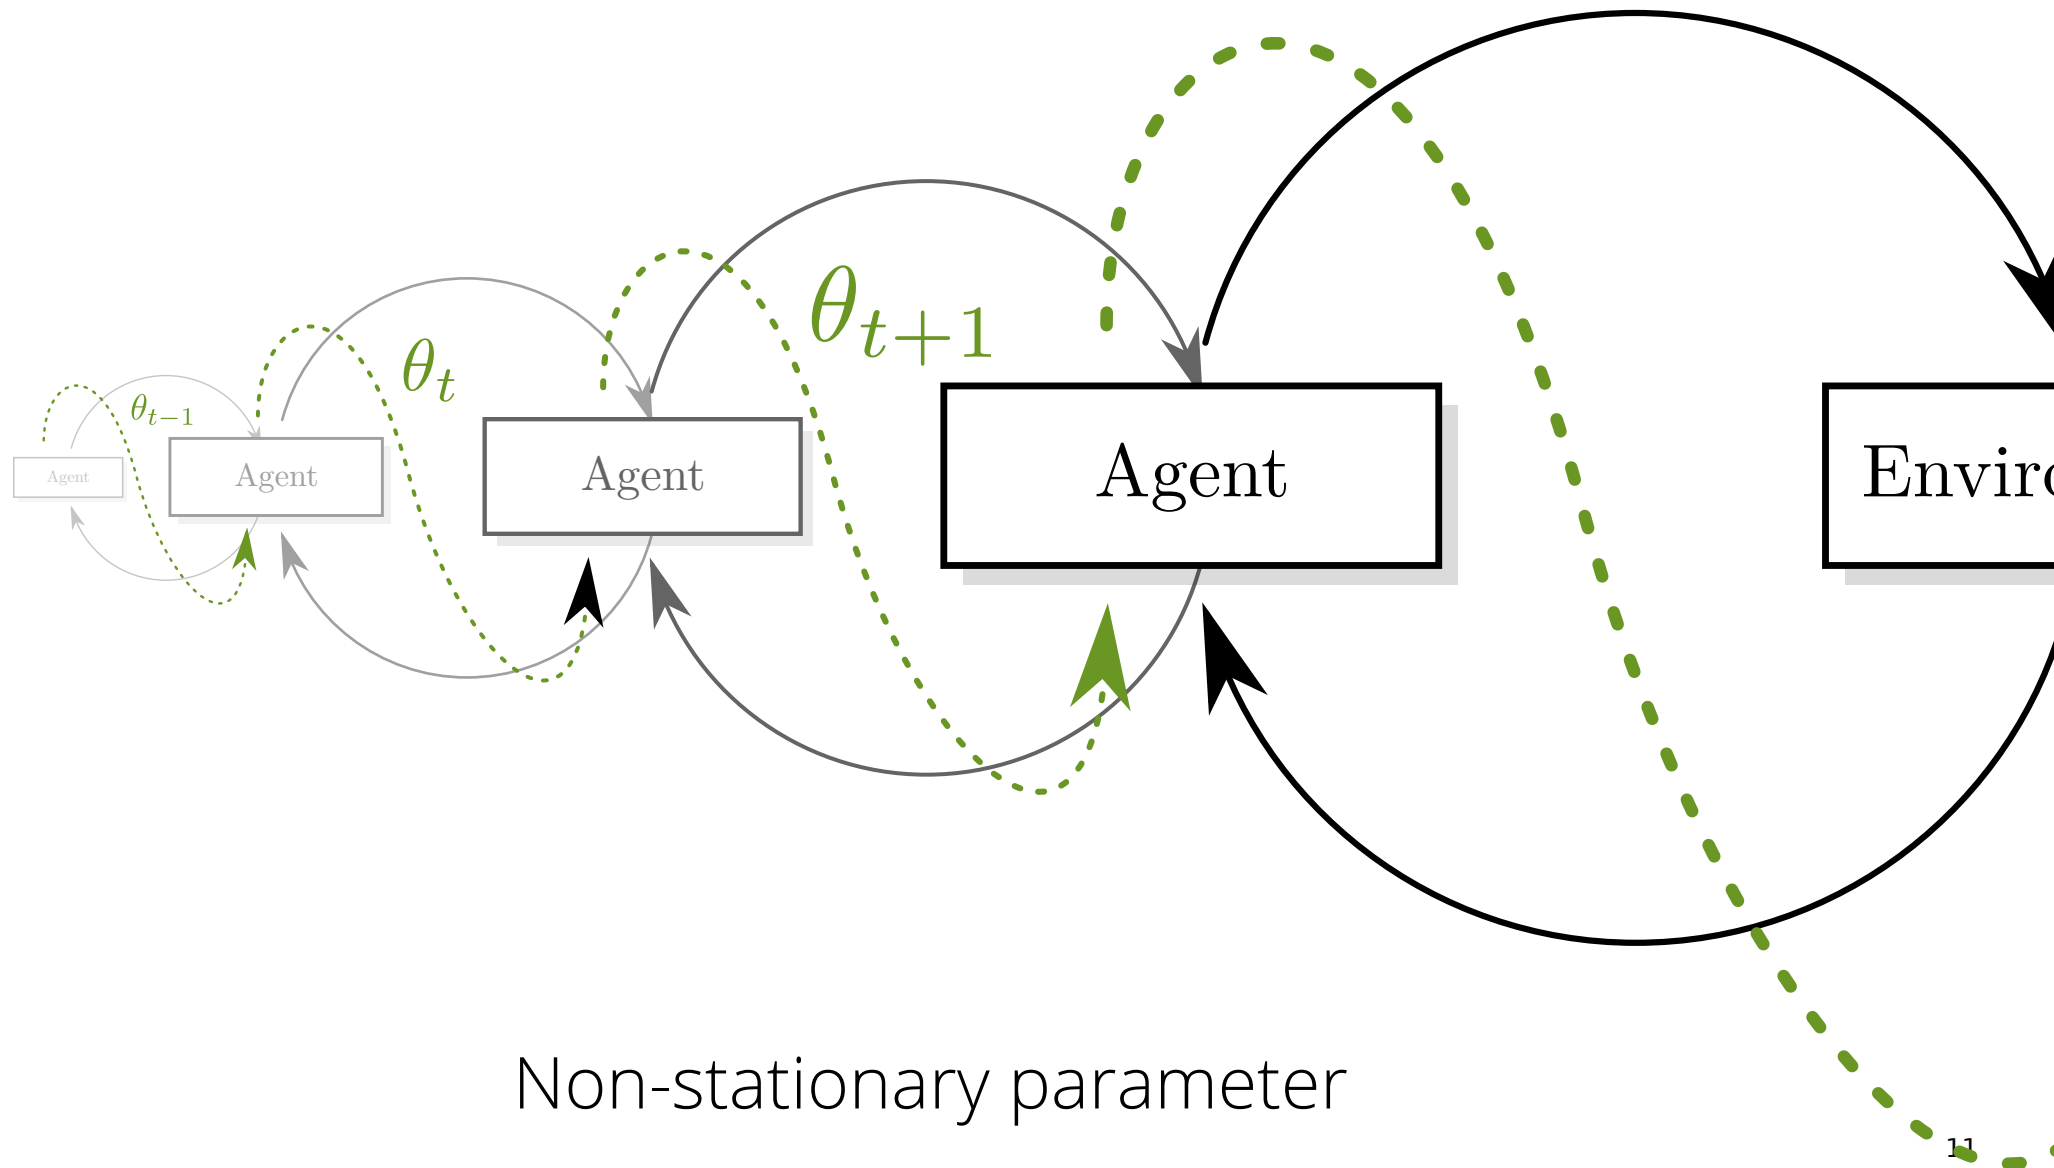 θt−1
θt
θt+1
Agent
Agent
Agent
Agent
Enviro
Non-stationary parameter
11